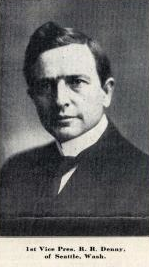 1st Vice Pres. R. R. Denny,
of Seattle, Wash.